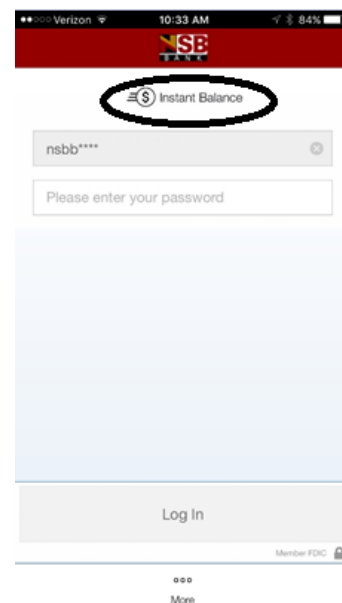 Verizon 10:33 AM 84%
NSB
BANK
Instant Balance
nsbb****
Please enter your password
Log In
Member FDIC
More